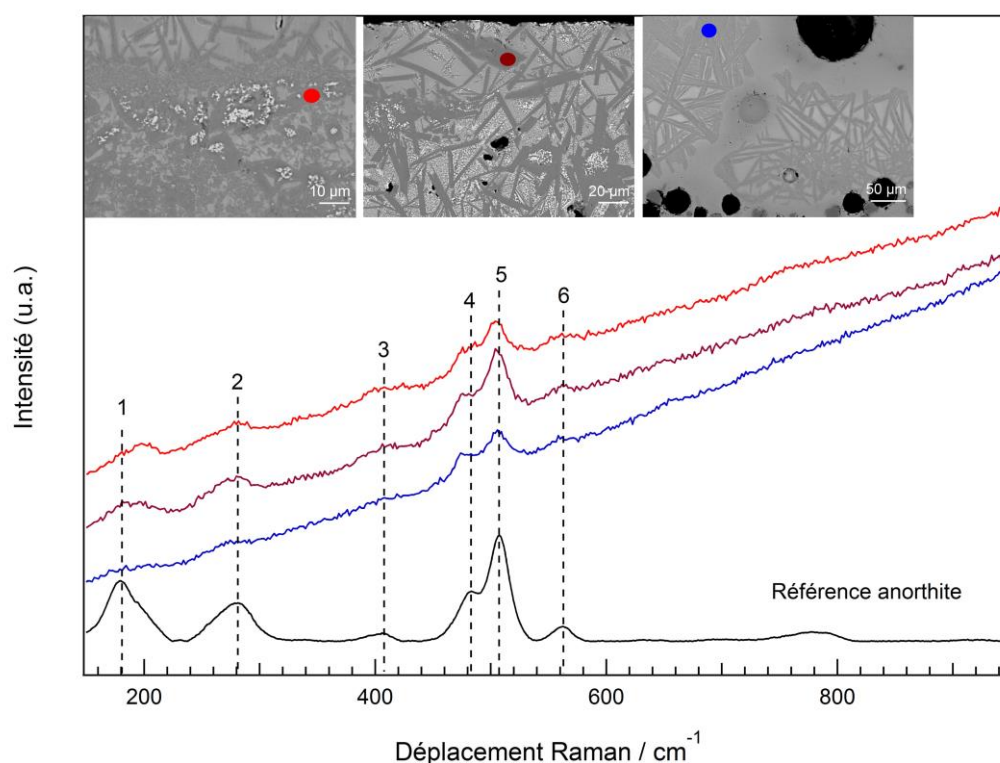 10 µm
20 µm
50 µm
Intensité (u.a.)
1
2
3
4
5
6
Référence anorthite
200
400
600
800
Déplacement Raman / cm⁻¹